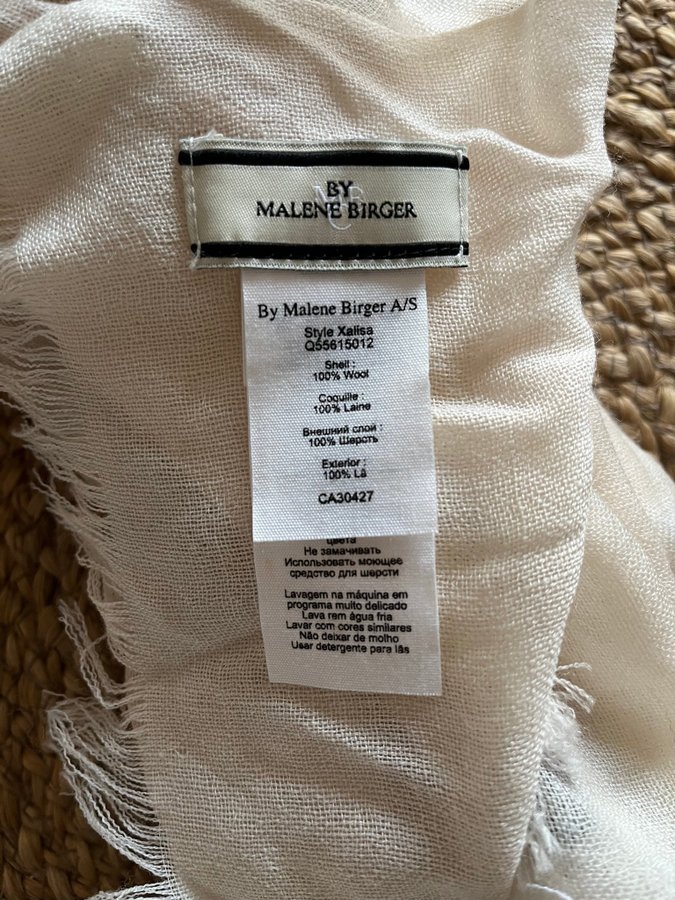 BY
MALENE BIRGER
By Malene Birger A/S
Style Xalisa
Q55615012
Shell :
100% Wool
Coquille :
100% Laine
Внешний слой :
100% Шерсть
Exterior :
100% Lã
CA30427
цвета
Не замачивать
Использовать моющее
средство для шерсти
Lavagem na máquina em
programa muito delicado
Lava rem água fria
Lavar com cores similares
Não deixar de molho
Usar detergente para lãs